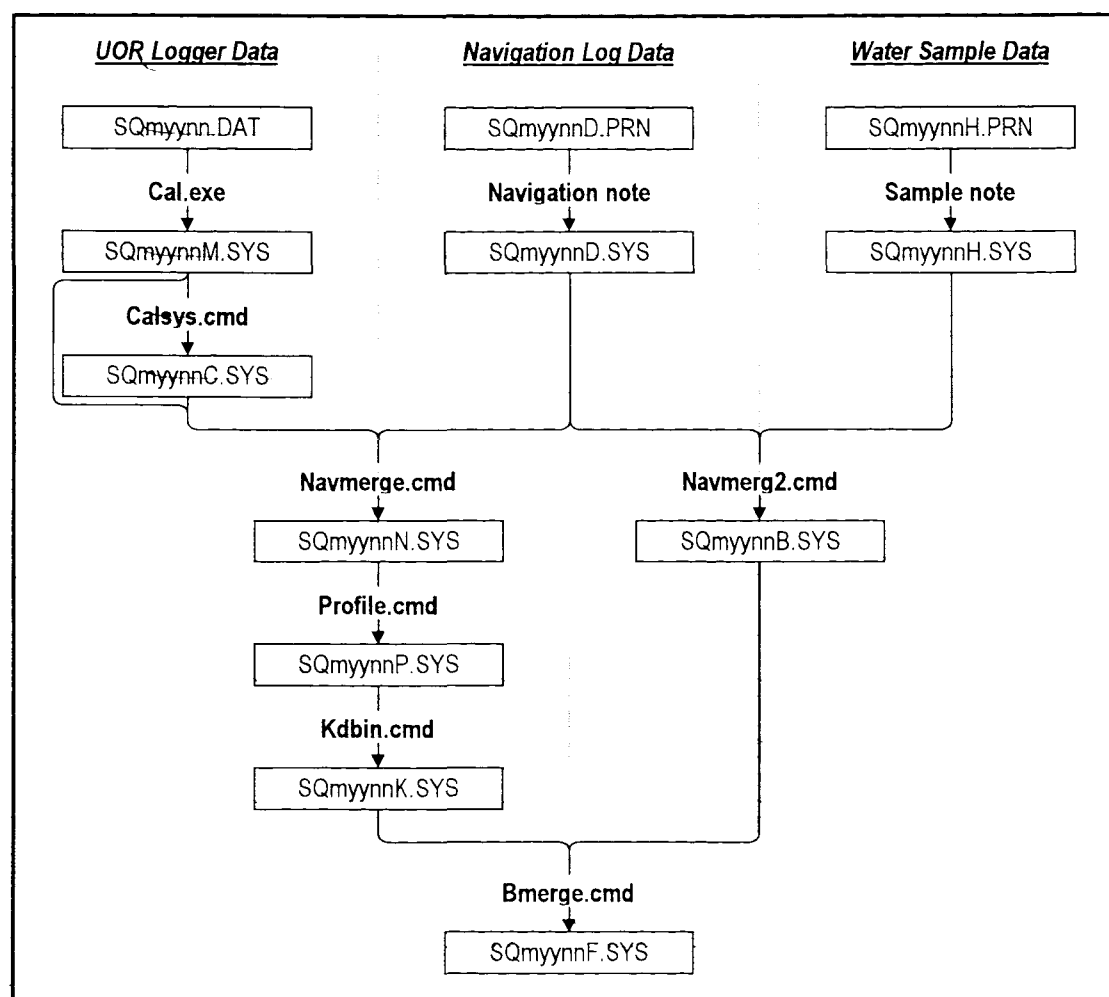 UOR Logger Data Navigation Log Data Water Sample Data
SQmyynn.DAT SQmyynnD.PRN SQmyynnH.PRN
Cal.exe Navigation note Sample note
SQmyynnM.SYS SQmyynnD.SYS SQmyynnH.SYS
Calsys.cmd
SQmyynnC.SYS
Navmerge.cmd Navmerg2.cmd
SQmyynnN.SYS SQmyynnB.SYS
Profile.cmd
SQmyynnP.SYS
Kdbin.cmd
SQmyynnK.SYS
Bmerge.cmd
SQmyynnF.SYS